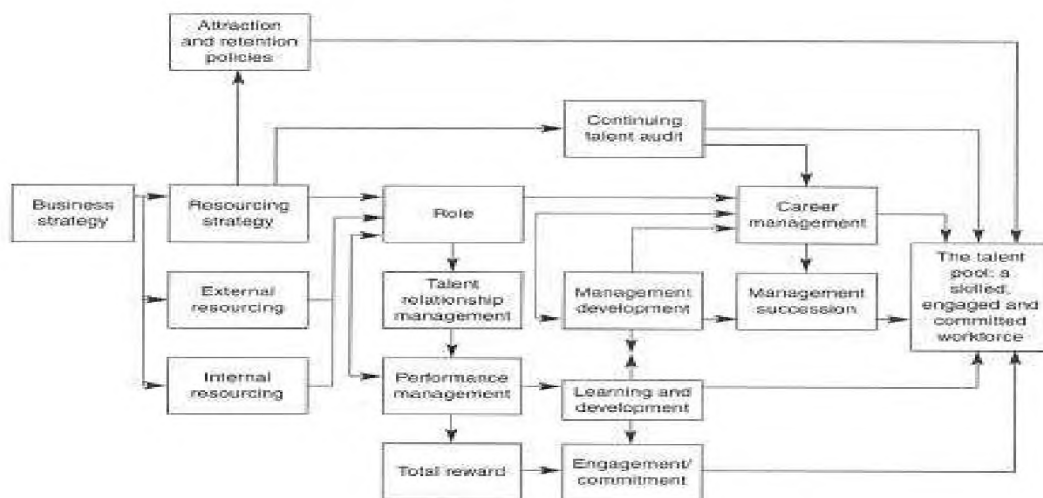 Attraction
and retention
policies
Continuing
talent audit
Business
strategy
Resourcing
strategy
Role
Career
management
External
resourcing
Talent
relationship
management
Management
development
Management
succession
The talent
pool: a
skilled,
engaged and
committed
workforce
Internal
resourcing
Performance
management
Learning and
development
Total reward
Engagement/
commitment